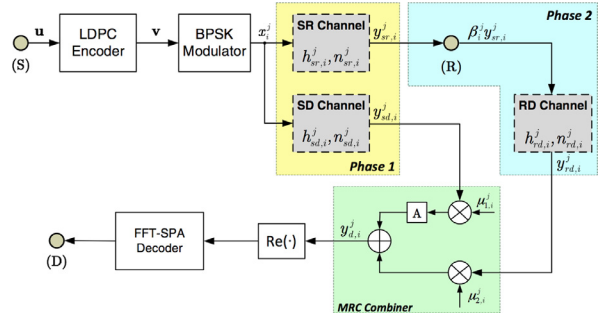 u
(S)
LDPC
Encoder
v
BPSK
Modulator
x_i^j
SR Channel
h_{sr,i}^j, n_{sr,i}^j
y_{sr,i}^j
(R)
β_i^j y_{sr,i}^j
Phase 2
SD Channel
h_{sd,i}^j, n_{sd,i}^j
y_{sd,i}^j
Phase 1
RD Channel
h_{rd,i}^j, n_{rd,i}^j
y_{rd,i}^j
(D)
FFT-SPA
Decoder
Re(·)
y_{d,i}^j
A
μ_{1,i}^j
μ_{2,i}^j
MRC Combiner